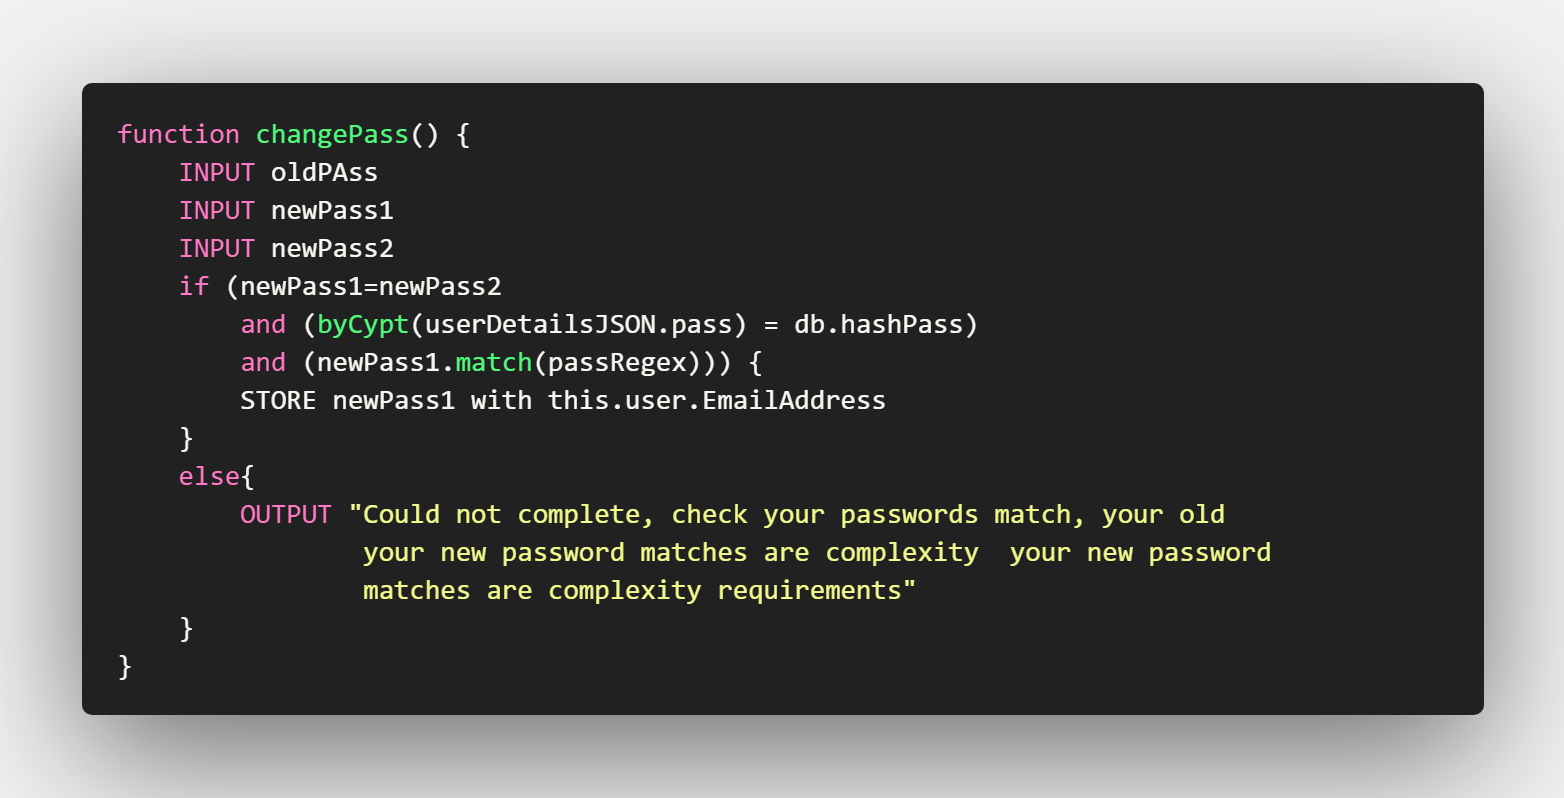 function changePass() {
    INPUT oldPAss
    INPUT newPass1
    INPUT newPass2
    if (newPass1=newPass2
        and (byCypt(userDetailsJSON.pass) = db.hashPass)
        and (newPass1.match(passRegex))) {
        STORE newPass1 with this.user.EmailAddress
    }
    else{
        OUTPUT "Could not complete, check your passwords match, your old
                your new password matches are complexity  your new password
                matches are complexity requirements"
    }
}